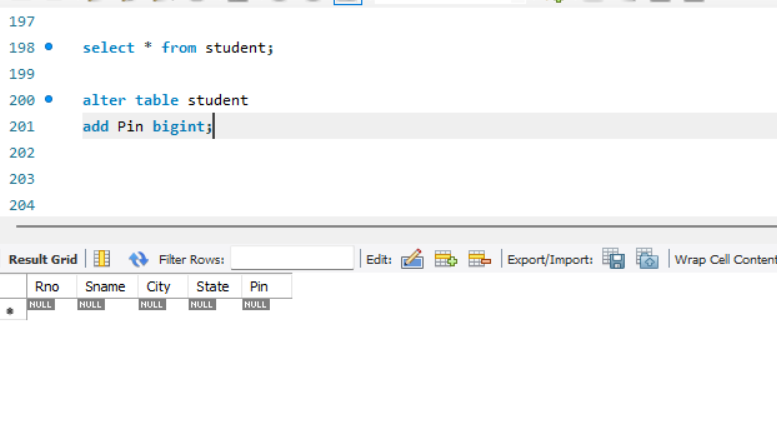 197
198 select * from student;
199
200 alter table student
201 add Pin bigint;
202
203
204
Result Grid Filter Rows: Edit: Export/Import: Wrap Cell Content
Rno Sname City State Pin
NULL NULL NULL NULL NULL